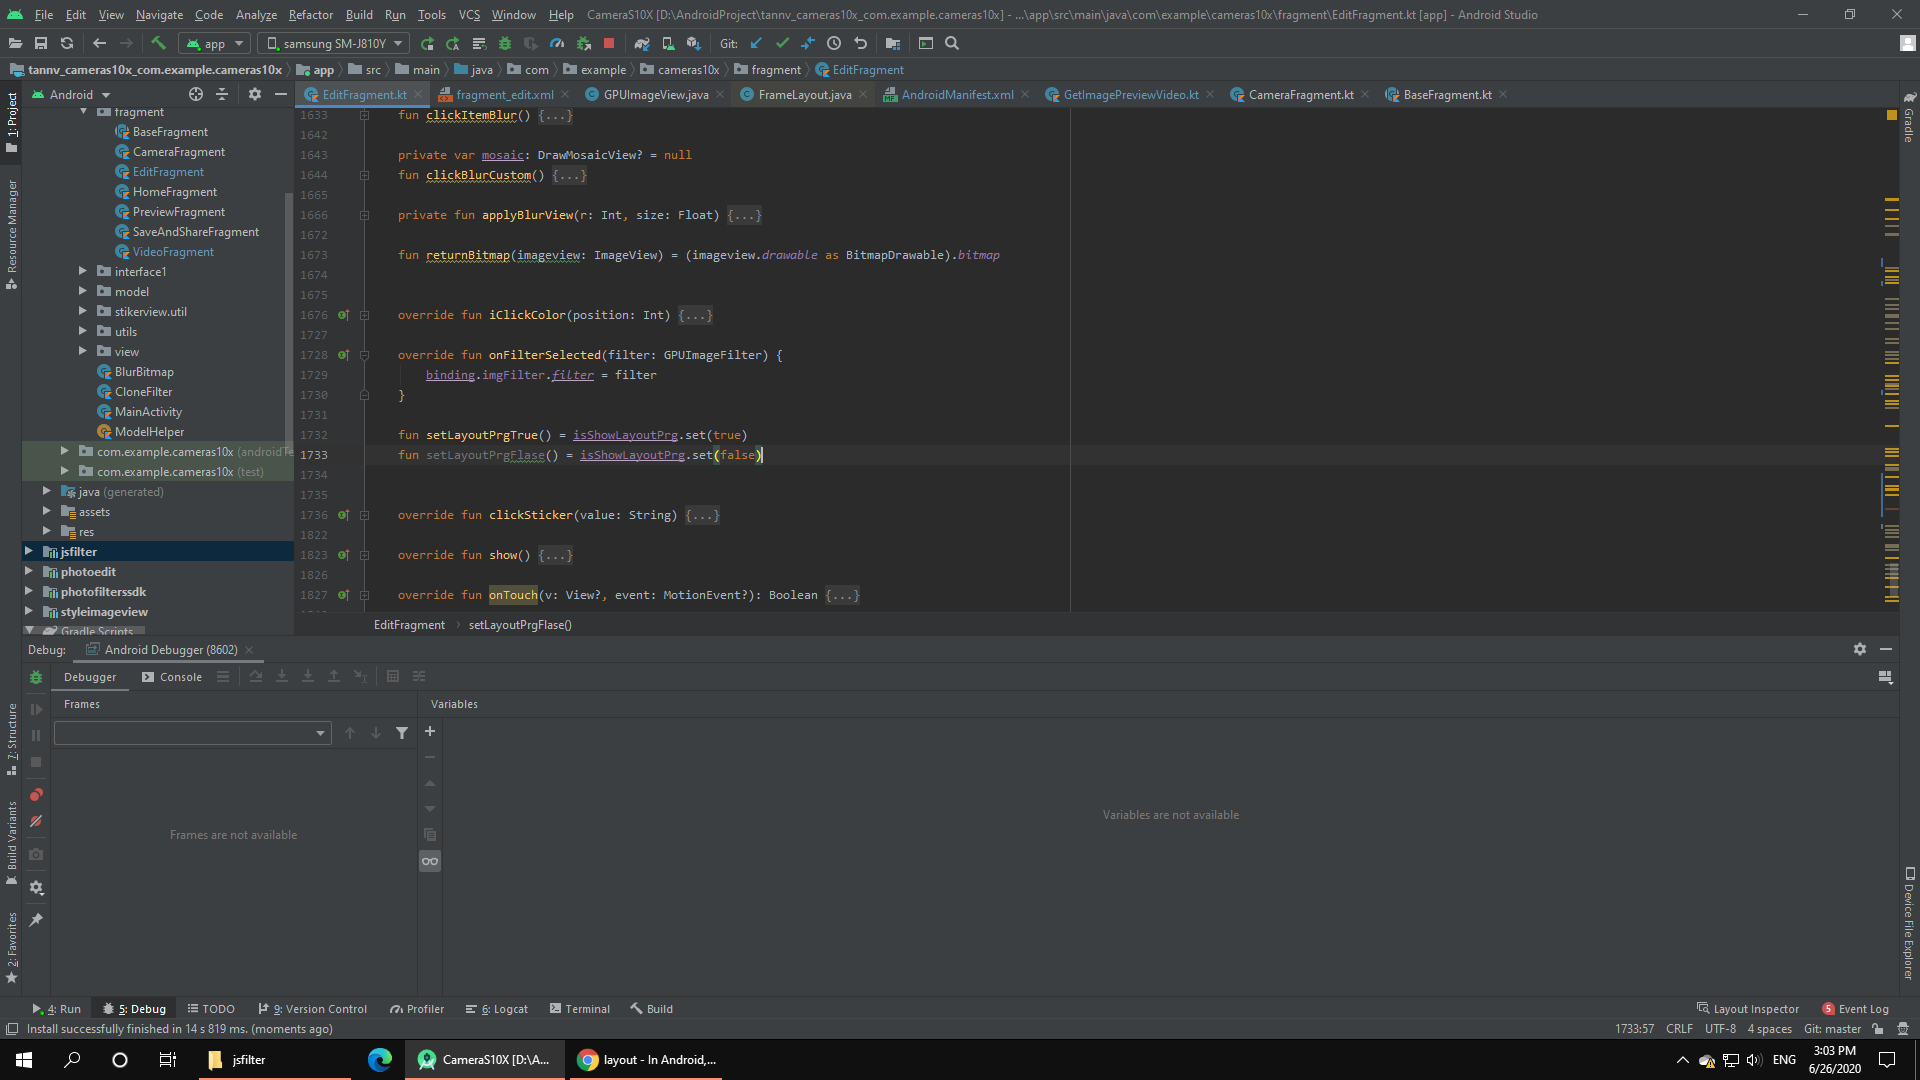 File Edit View Navigate Code Analyze Refactor Build Run Tools VCS Window Help CameraS10X [D:\AndroidProject\tannv_cameras10x_com.example.cameras10x] - ...\app\src\main\java\com\example\cameras10x\fragment\EditFragment.kt [app] - Android Studio
app samsung SM-J810Y Git:
tannv_cameras10x_com.example.cameras10x app src main java com example cameras10x fragment EditFragment
Android EditFragment.kt fragment_edit.xml GPUImageView.java FrameLayout.java AndroidManifest.xml GetImagePreviewVideo.kt CameraFragment.kt BaseFragment.kt
1: Project
Resource Manager
7: Structure
Build Variants
2: Favorites
Gradle
Device File Explorer
fragment
BaseFragment
CameraFragment
EditFragment
HomeFragment
PreviewFragment
SaveAndShareFragment
VideoFragment
interface1
model
stikerview.util
utils
view
BlurBitmap
CloneFilter
MainActivity
ModelHelper
com.example.cameras10x (androidTe
com.example.cameras10x (test)
java (generated)
assets
res
jsfilter
photoedit
photofilterssdk
styleimageview
Gradle Scripts
1633 fun clickItemBlur() {...}
1642
1643 private var mosaic: DrawMosaicView? = null
1644 fun clickBlurCustom() {...}
1665
1666 private fun applyBlurView(r: Int, size: Float) {...}
1672
1673 fun returnBitmap(imageview: ImageView) = (imageview.drawable as BitmapDrawable).bitmap
1674
1675
1676 override fun iClickColor(position: Int) {...}
1727
1728 override fun onFilterSelected(filter: GPUImageFilter) {
1729 binding.imgFilter.filter = filter
1730 }
1731
1732 fun setLayoutPrgTrue() = isShowLayoutPrg.set(true)
1733 fun setLayoutPrgFlase() = isShowLayoutPrg.set(false)
1734
1735
1736 override fun clickSticker(value: String) {...}
1822
1823 override fun show() {...}
1826
1827 override fun onTouch(v: View?, event: MotionEvent?): Boolean {...}
EditFragment setLayoutPrgFlase()
Debug: Android Debugger (8602)
Debugger Console
Frames Variables
Frames are not available
Variables are not available
4: Run 5: Debug TODO 9: Version Control Profiler 6: Logcat Terminal Build Layout Inspector 5 Event Log
Install successfully finished in 14 s 819 ms. (moments ago) 1733:57 CRLF UTF-8 4 spaces Git: master
jsfilter CameraS10X [D:\A... layout - In Android,... ENG 3:03 PM
6/26/2020